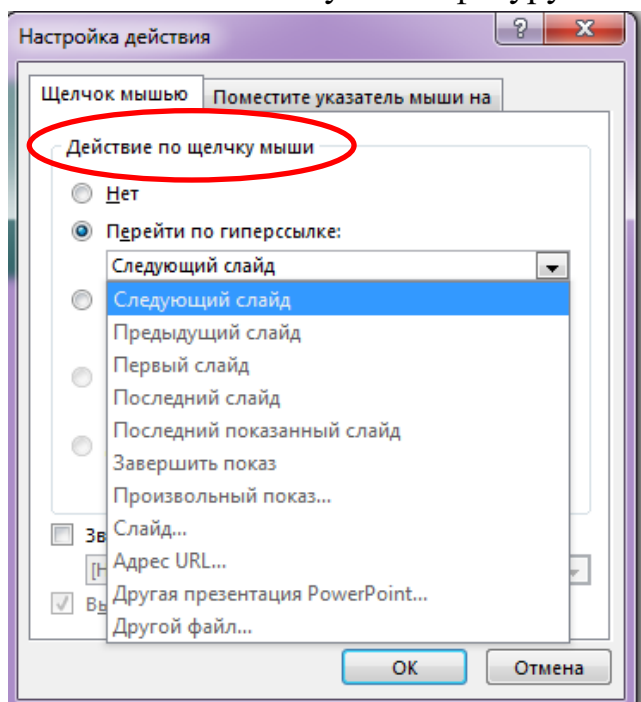 Настройка действия
Щелчок мышью
Поместите указатель мыши на
Действие по щелчку мыши
Нет
Перейти по гиперссылке:
Следующий слайд
Следующий слайд
Предыдущий слайд
Первый слайд
Последний слайд
Последний показанный слайд
Завершить показ
Произвольный показ...
Слайд...
Адрес URL...
Другая презентация PowerPoint...
Другой файл...
ОК
Отмена